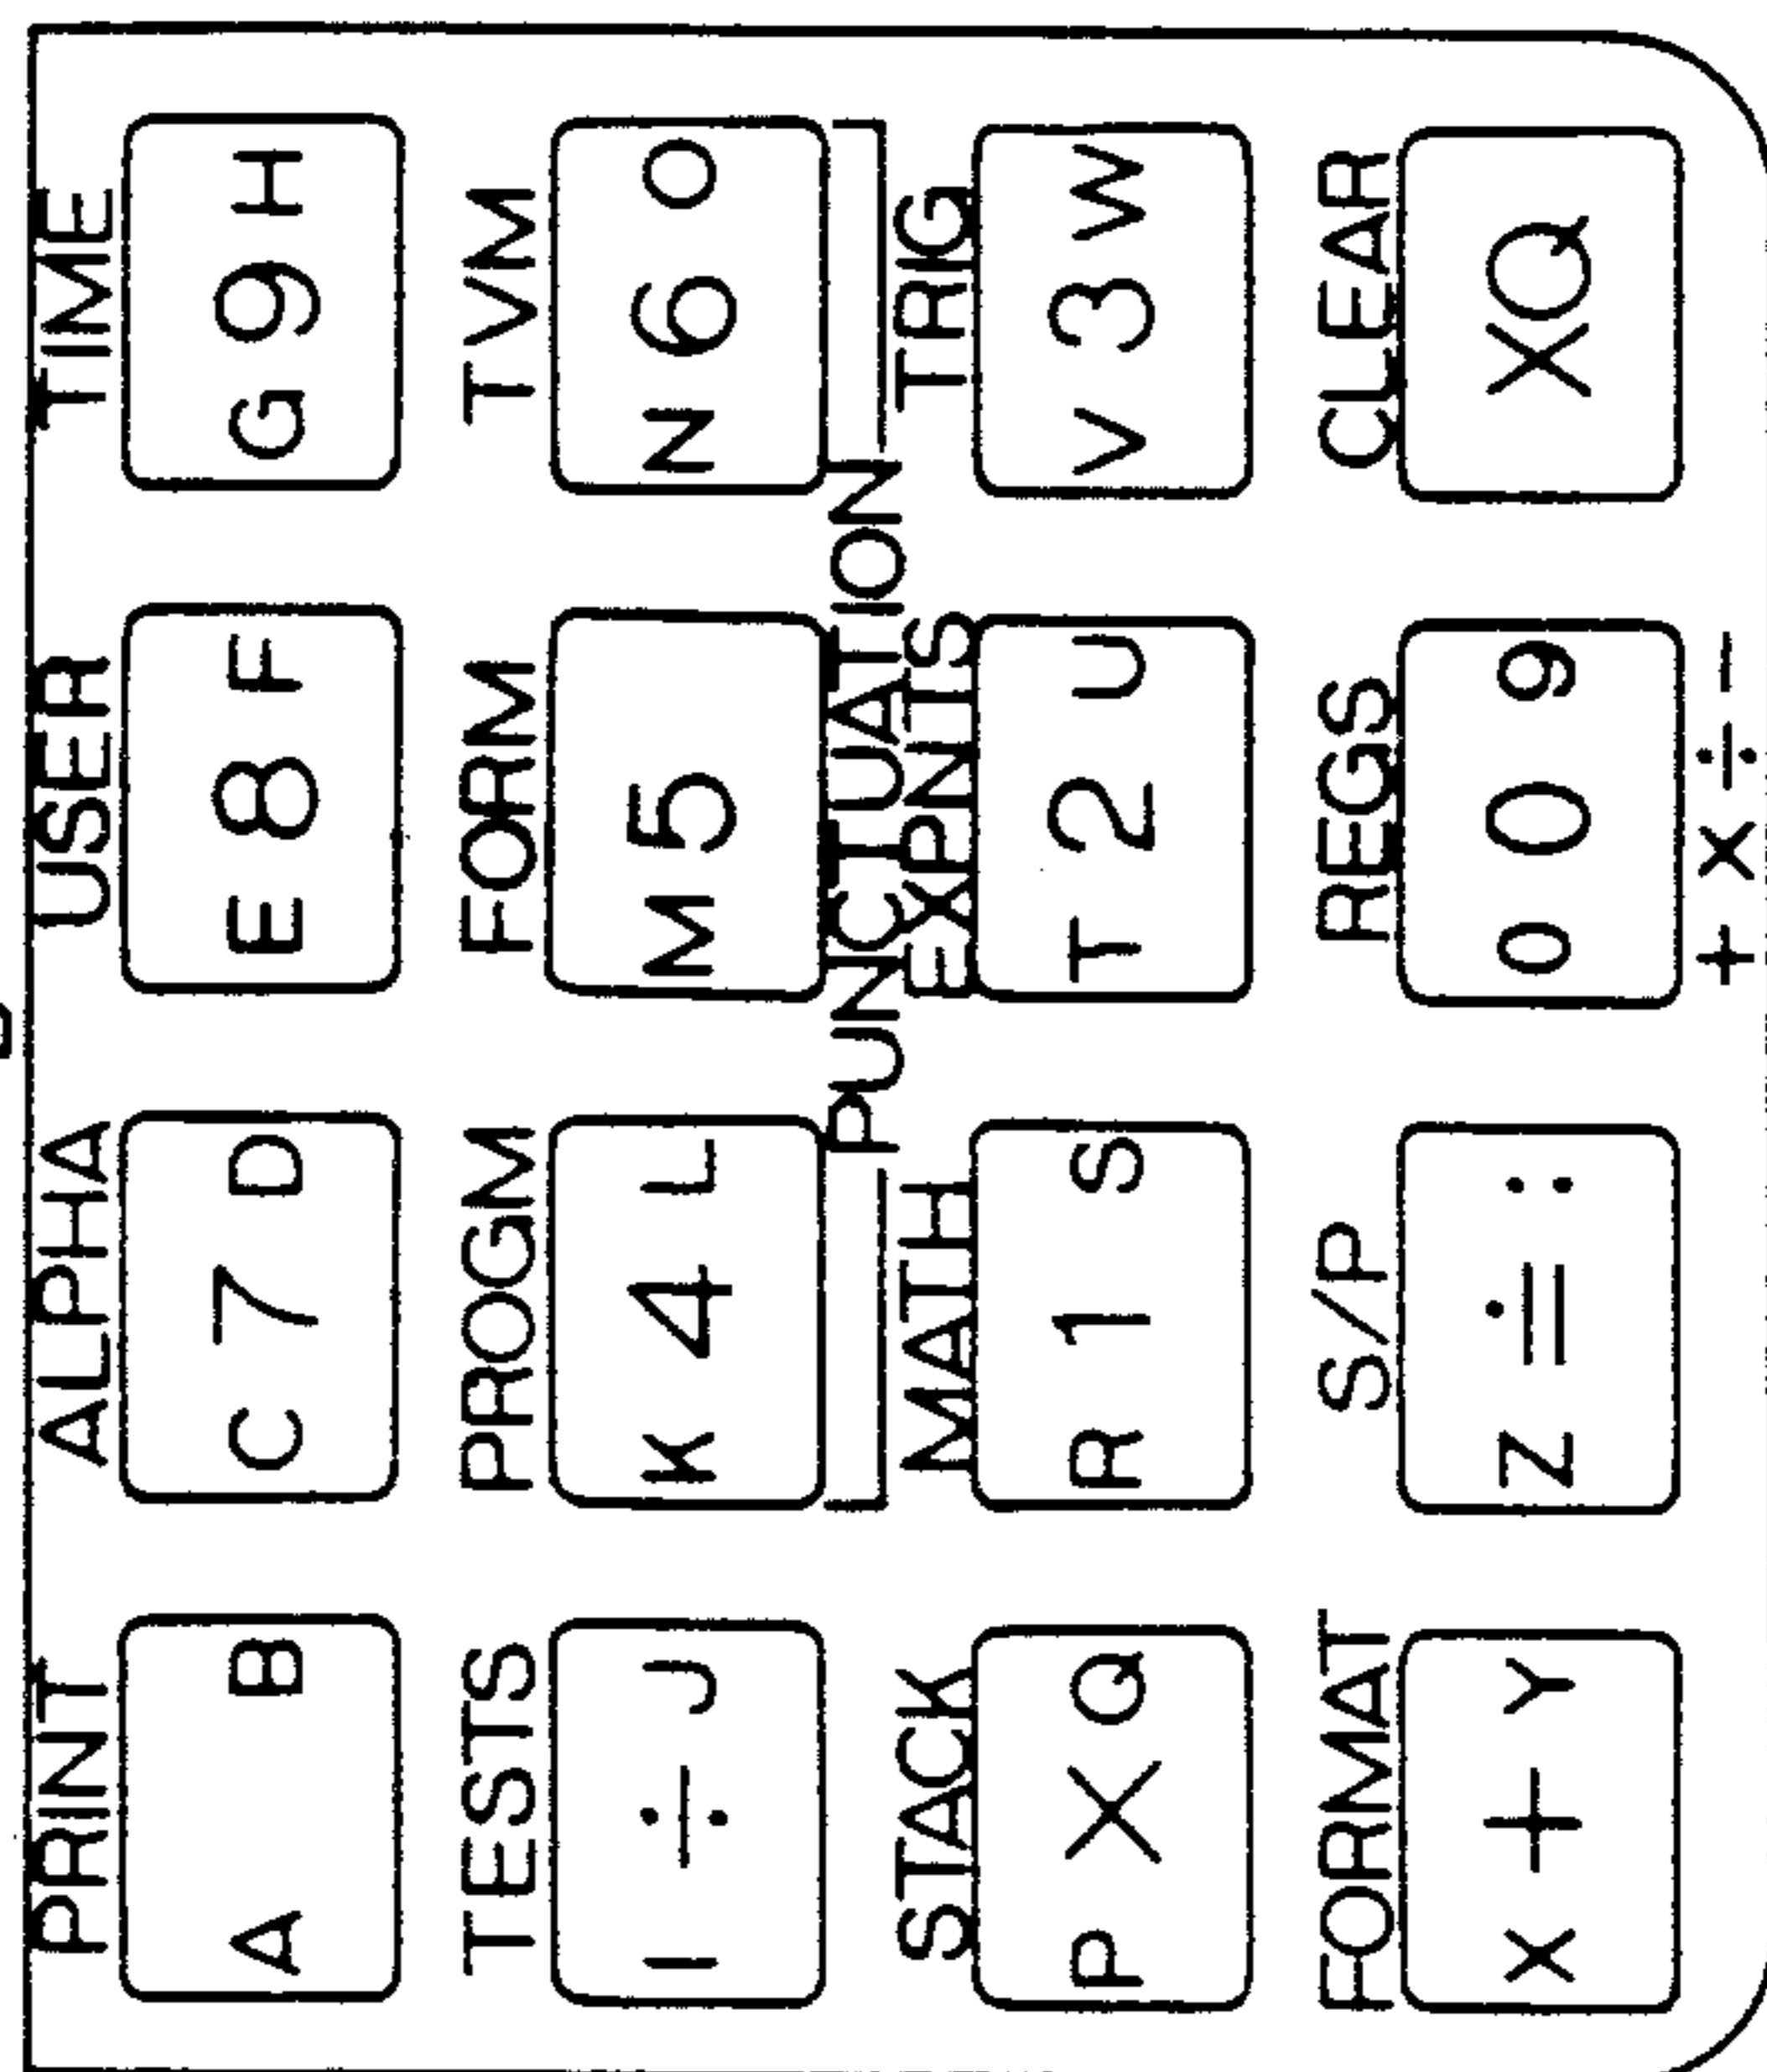 PRINT ALPHA USER TIME
A B C 7 D E 8 F G 9 H
TESTS PROGM FORM TVM
I ÷ J K 4 L M 5 N 6 O
PUNCTUATION
STACK MATH EXPNTS TRIG
P × Q R 1 S T 2 U V 3 W
FORMAT S/P REGS CLEAR
X + Y Z ≐ : 0 0 9 XQ
+ × ÷ −